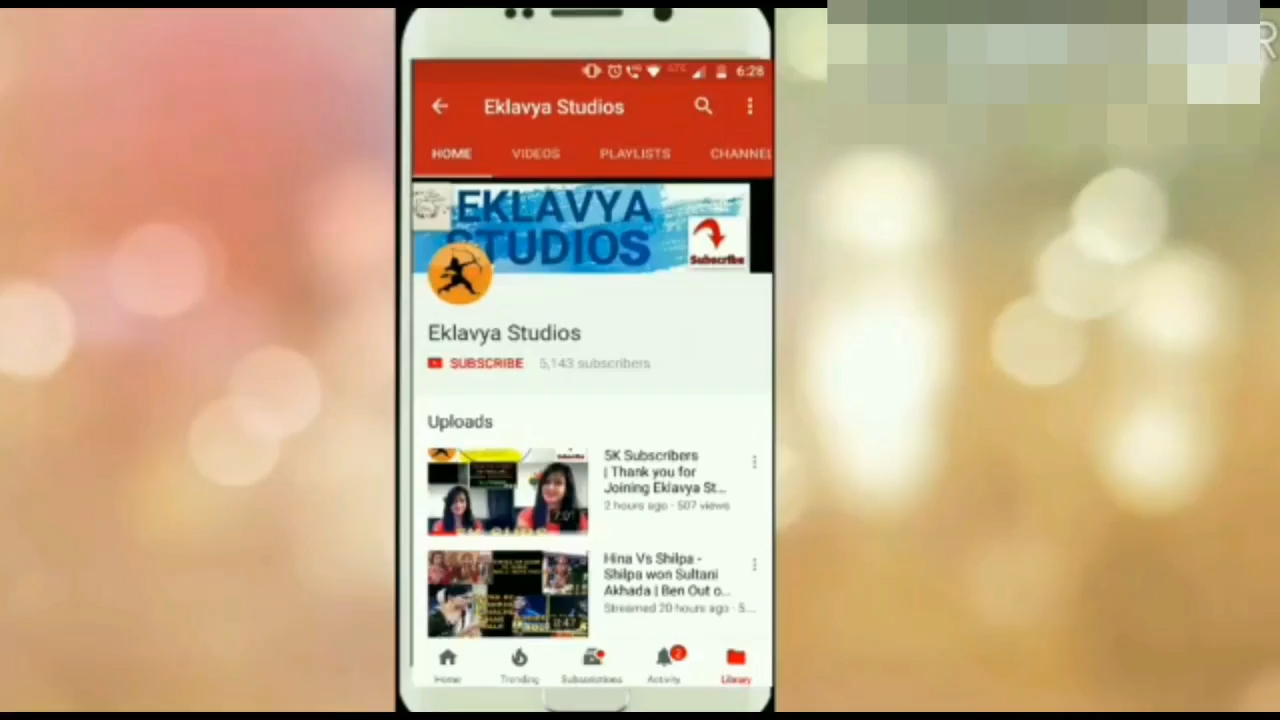 6:28
Eklavya Studios
HOME VIDEOS PLAYLISTS CHANNEL
EKLAVYA
STUDIOS
Subscribe
Eklavya Studios
SUBSCRIBE 5,143 subscribers
Uploads
5K Subscribers
| Thank you for
Joining Eklavya St...
2 hours ago · 507 views
7:01
Hina Vs Shilpa -
Shilpa won Sultani
Akhada | Ben Out o...
Streamed 20 hours ago · 5...
2
Home Trending Subscriptions Activity Library
R